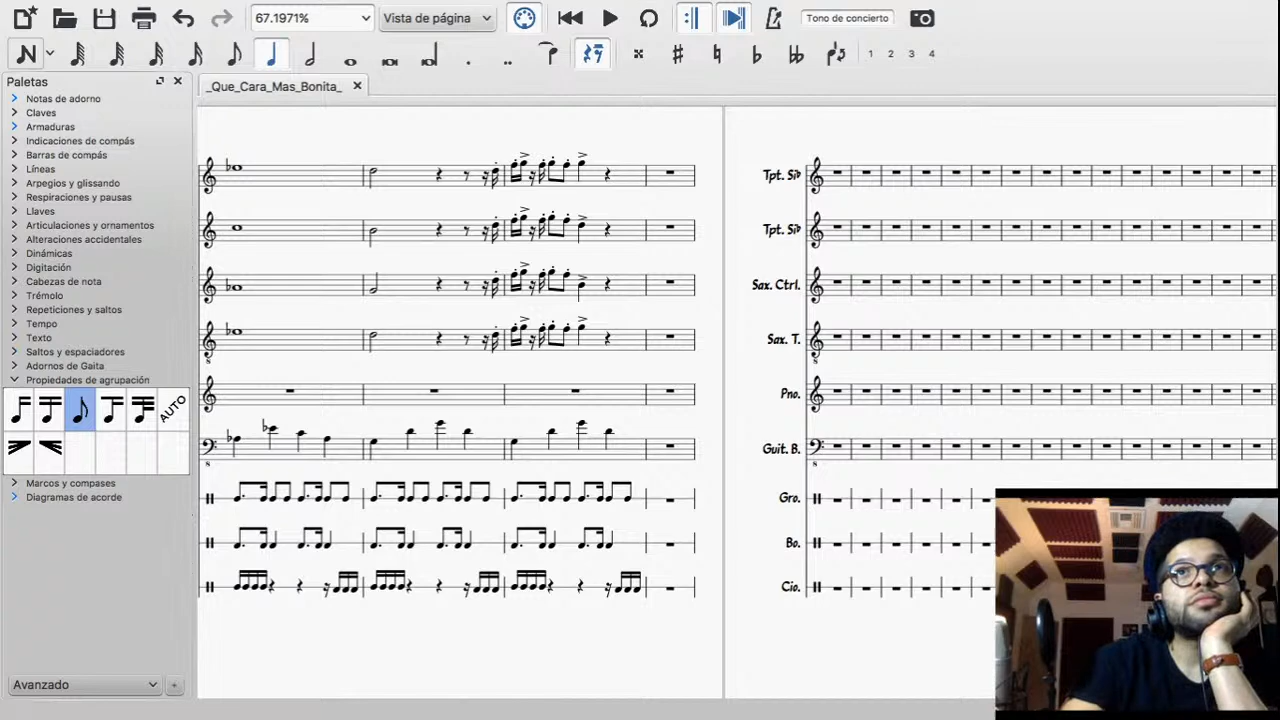 67.1971%
Vista de página
Tono de concierto
1 2 3 4
Paletas
_Que_Cara_Mas_Bonita_
Notas de adorno
Claves
Armaduras
Indicaciones de compás
Barras de compás
Líneas
Arpegios y glissando
Respiraciones y pausas
Llaves
Articulaciones y ornamentos
Alteraciones accidentales
Dinámicas
Digitación
Cabezas de nota
Trémolo
Repeticiones y saltos
Tempo
Texto
Saltos y espaciadores
Adornos de Gaita
Propiedades de agrupación
AUTO
Marcos y compases
Diagramas de acorde
Avanzado
Tpt. Si♭
Tpt. Si♭
Sax. Ctrl.
Sax. T.
Pno.
Guit. B.
Gro.
Bo.
Cio.